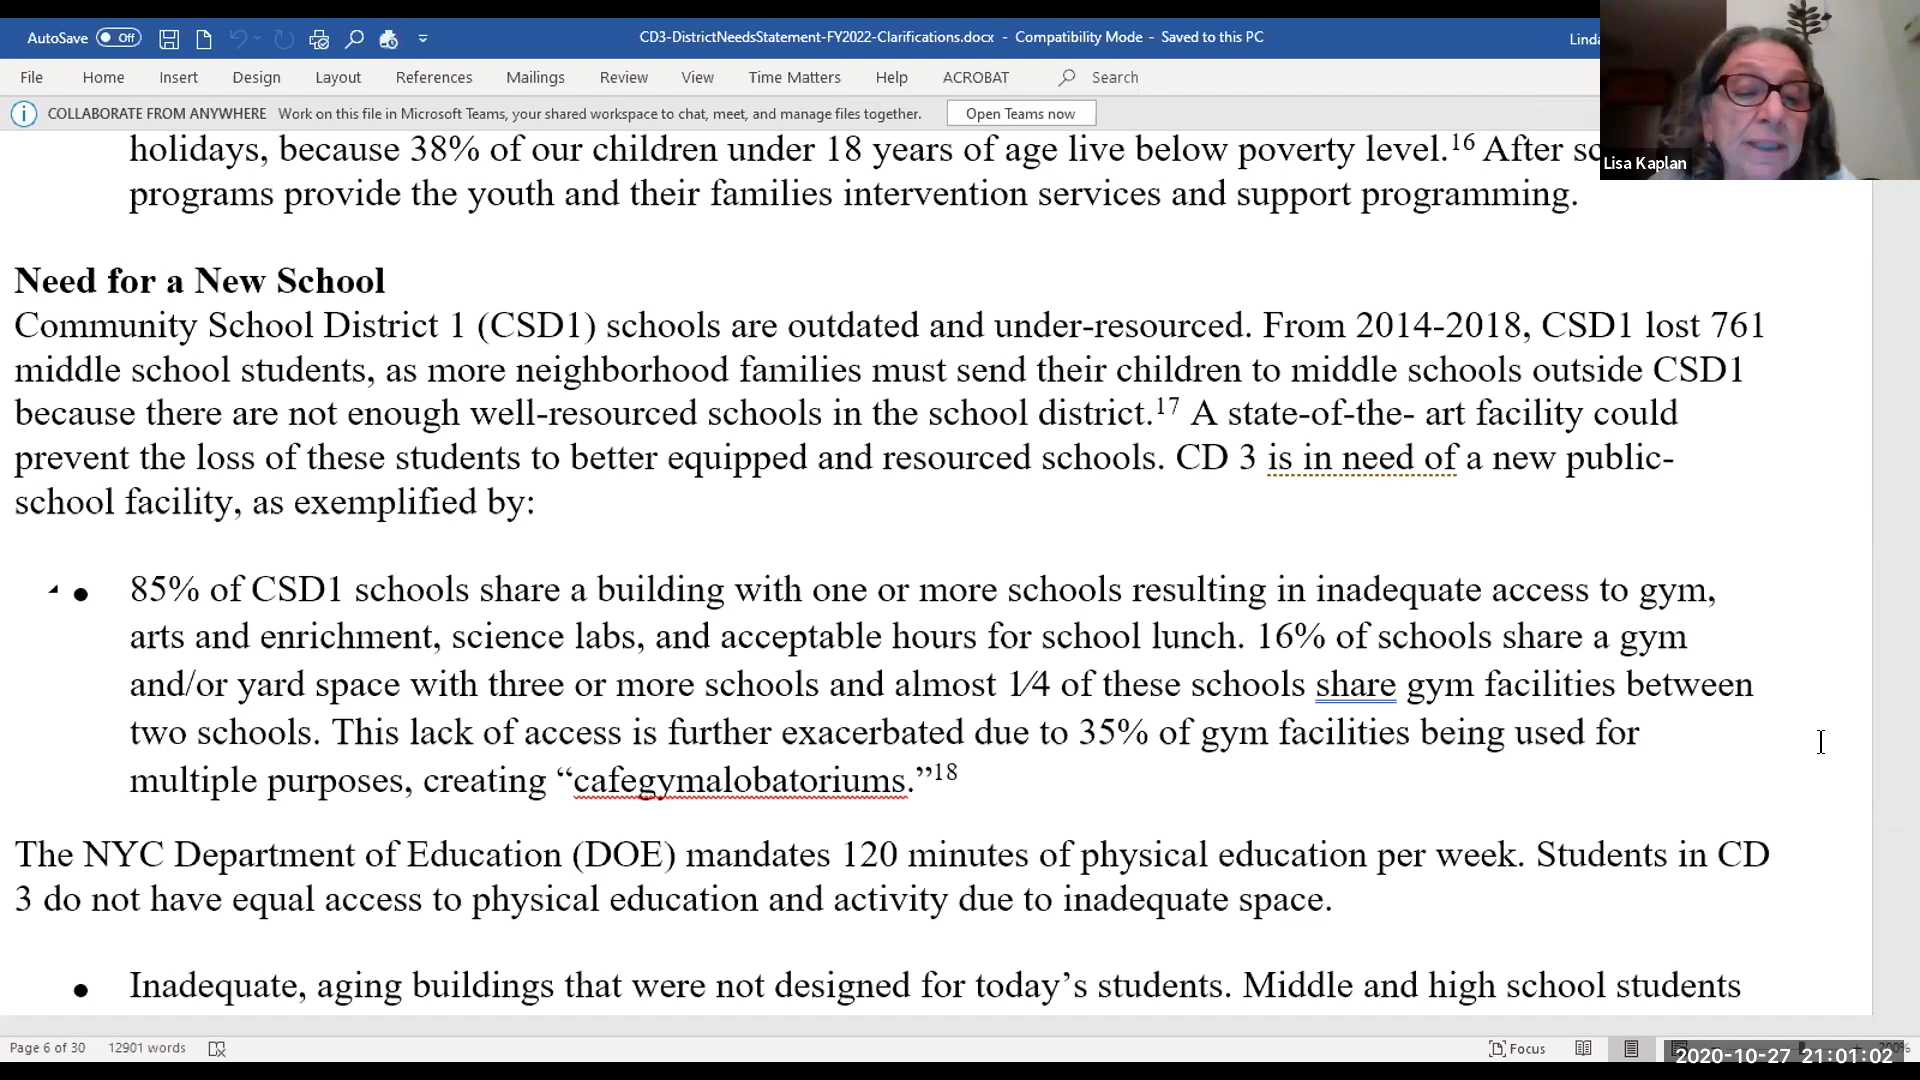 AutoSave Off CD3-DistrictNeedsStatement-FY2022-Clarifications.docx - Compatibility Mode - Saved to this PC Linda
File Home Insert Design Layout References Mailings Review View Time Matters Help ACROBAT Search
COLLABORATE FROM ANYWHERE Work on this file in Microsoft Teams, your shared workspace to chat, meet, and manage files together. Open Teams now
Lisa Kaplan
holidays, because 38% of our children under 18 years of age live below poverty level.16 After sc
programs provide the youth and their families intervention services and support programming.
Need for a New School
Community School District 1 (CSD1) schools are outdated and under-resourced. From 2014-2018, CSD1 lost 761
middle school students, as more neighborhood families must send their children to middle schools outside CSD1
because there are not enough well-resourced schools in the school district.17 A state-of-the- art facility could
prevent the loss of these students to better equipped and resourced schools. CD 3 is in need of a new public-
school facility, as exemplified by:
● 85% of CSD1 schools share a building with one or more schools resulting in inadequate access to gym,
arts and enrichment, science labs, and acceptable hours for school lunch. 16% of schools share a gym
and/or yard space with three or more schools and almost 1⁄4 of these schools share gym facilities between
two schools. This lack of access is further exacerbated due to 35% of gym facilities being used for
multiple purposes, creating “cafegymalobatoriums.”18
The NYC Department of Education (DOE) mandates 120 minutes of physical education per week. Students in CD
3 do not have equal access to physical education and activity due to inadequate space.
● Inadequate, aging buildings that were not designed for today’s students. Middle and high school students
Page 6 of 30 12901 words Focus
2020-10-27 21:01:02